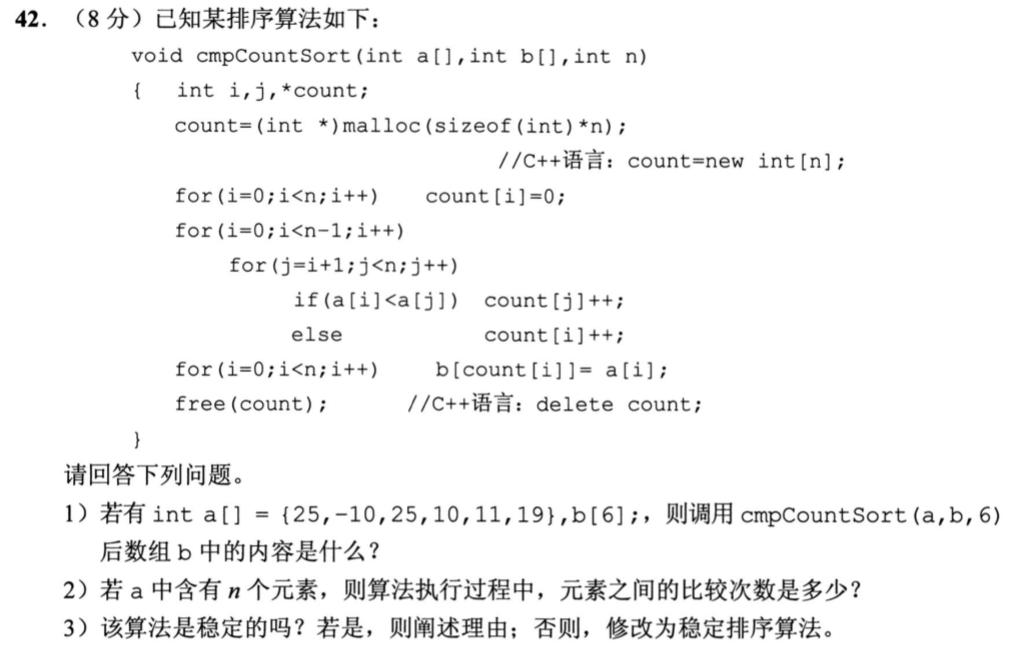 42. （8 分）已知某排序算法如下：
void cmpCountSort(int a[],int b[],int n)
{ int i,j,*count;
count=(int *)malloc(sizeof(int)*n);
//C++语言：count=new int[n];
for(i=0;i<n;i++) count[i]=0;
for(i=0;i<n-1;i++)
for(j=i+1;j<n;j++)
if(a[i]<a[j]) count[j]++;
else count[i]++;
for(i=0;i<n;i++) b[count[i]]= a[i];
free(count); //C++语言：delete count;
}
请回答下列问题。
1）若有 int a[] = {25,-10,25,10,11,19},b[6];，则调用 cmpCountSort(a,b,6)
后数组 b 中的内容是什么？
2）若 a 中含有 n 个元素，则算法执行过程中，元素之间的比较次数是多少？
3）该算法是稳定的吗？若是，则阐述理由；否则，修改为稳定排序算法。